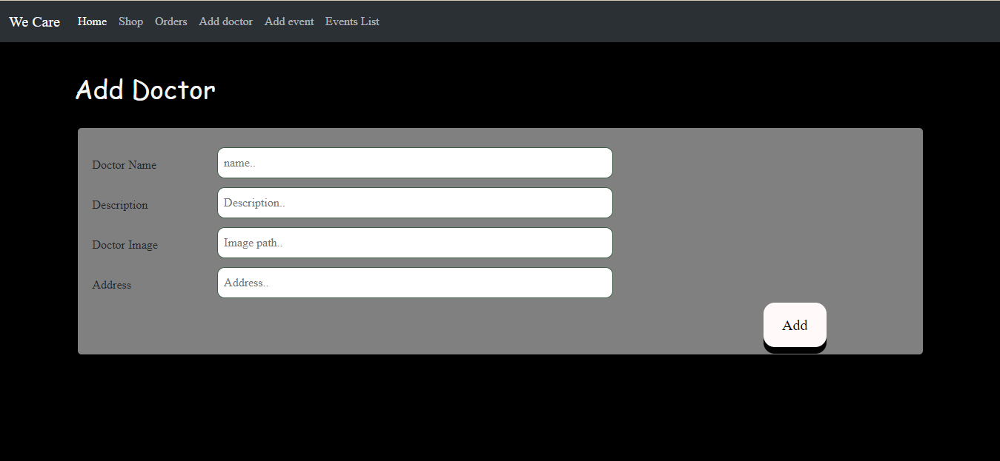 We Care Home Shop Orders Add doctor Add event Events List
Add Doctor
Doctor Name name..
Description Description..
Doctor Image Image path..
Address Address..
Add